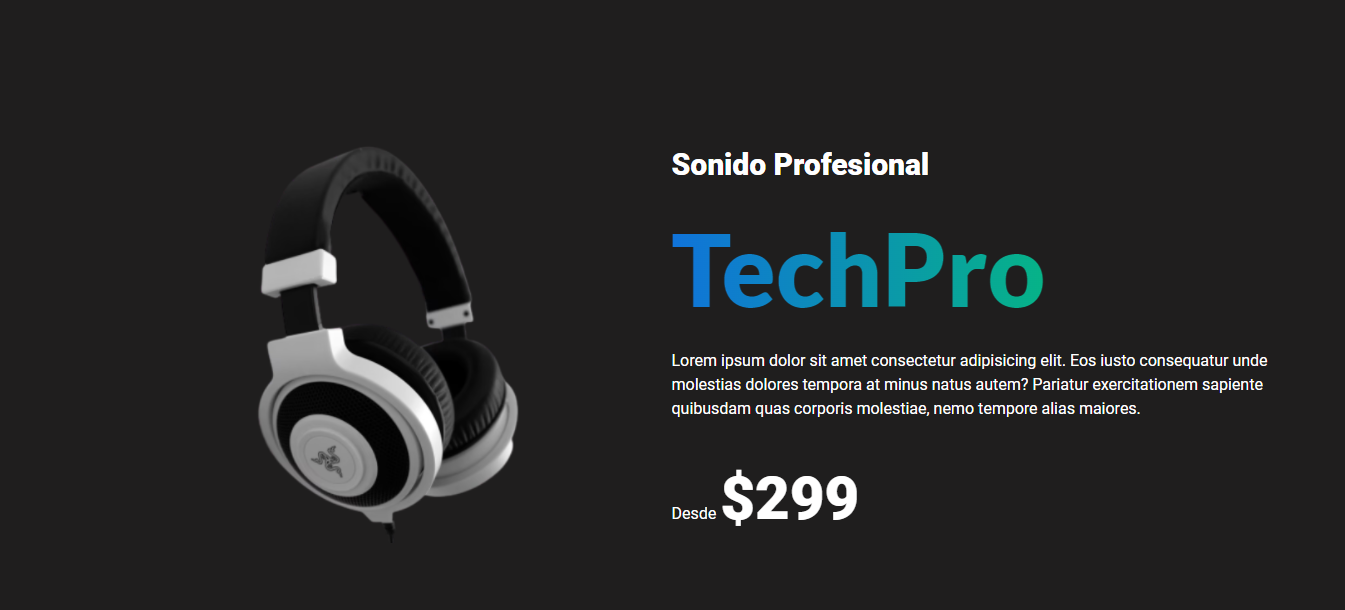 Sonido Profesional
TechPro
Lorem ipsum dolor sit amet consectetur adipisicing elit. Eos iusto consequatur unde
molestias dolores tempora at minus natus autem? Pariatur exercitationem sapiente
quibusdam quas corporis molestiae, nemo tempore alias maiores.
Desde $299